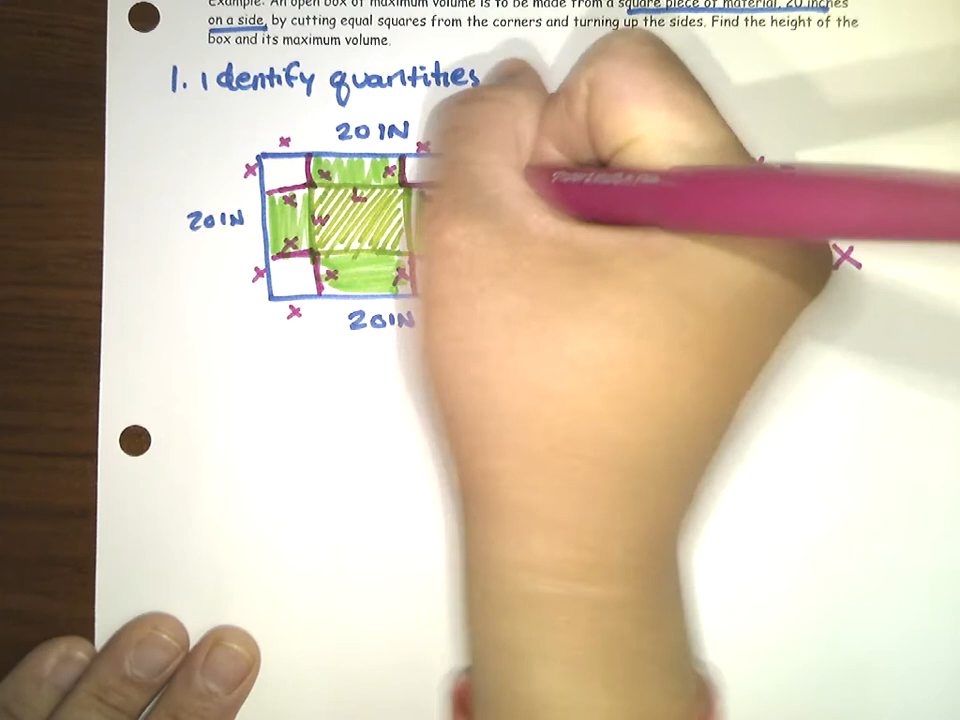 Example: An open box of maximum volume is to be made from a square piece of material, 20 inches
on a side, by cutting equal squares from the corners and turning up the sides. Find the height of the
box and its maximum volume.
1. Identify quantities
20 IN
x x
x
x x
20 IN x L
W
x
x x x
x
x
20 IN